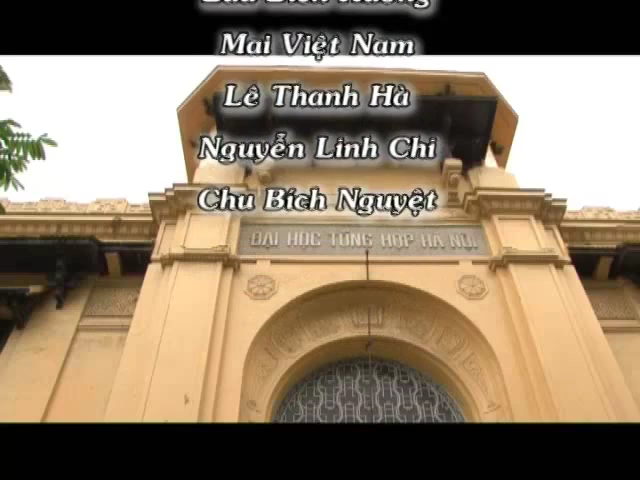 Mai Việt Nam
Lê Thanh Hà
Nguyễn Linh Chi
Chu Bích Nguyệt
ĐẠI HỌC TỔNG HỢP HÀ NỘI